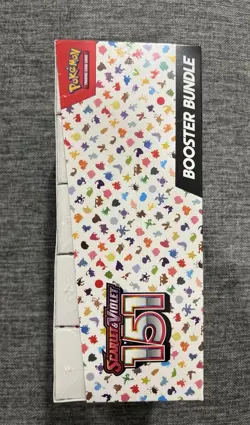 Pokémon
TRADING CARD GAME
BOOSTER BUNDLE
SCARLET & VIOLET
151